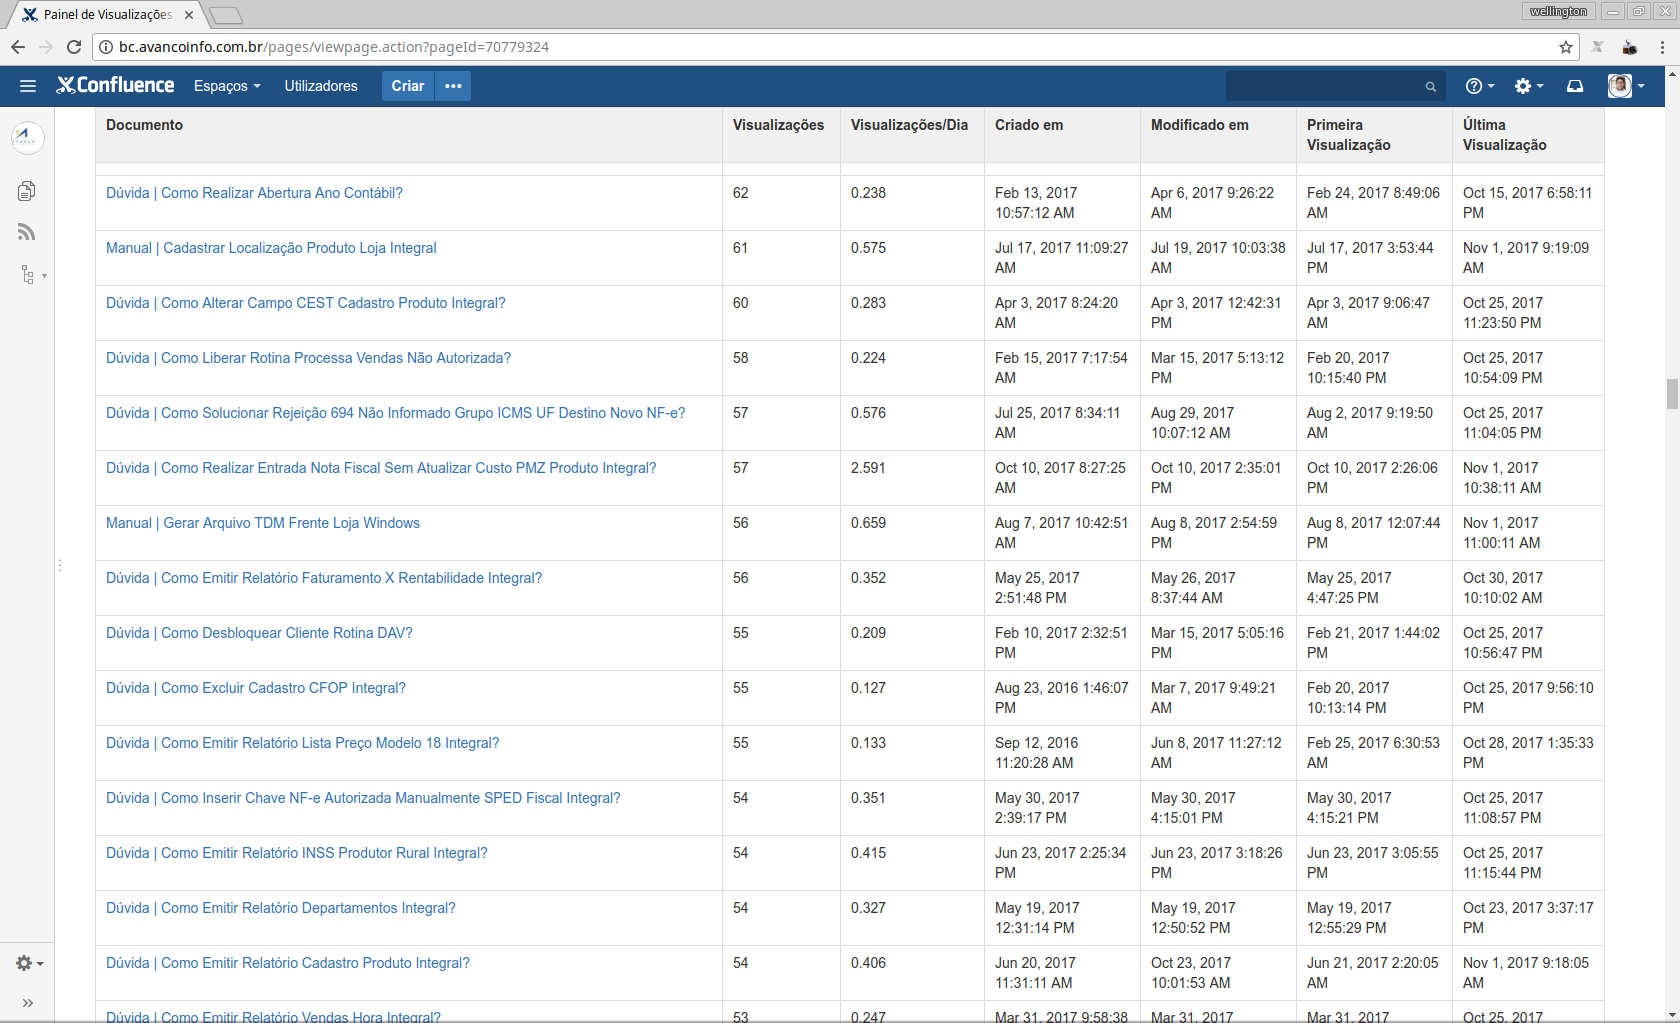 Painel de Visualizações
wellington
bc.avancoinfo.com.br/pages/viewpage.action?pageId=70779324
Confluence Espaços Utilizadores Criar
Documento Visualizações Visualizações/Dia Criado em Modificado em Primeira Última
Visualização Visualização
Dúvida | Como Realizar Abertura Ano Contábil? 62 0.238 Feb 13, 2017 Apr 6, 2017 9:26:22 Feb 24, 2017 8:49:06 Oct 15, 2017 6:58:11
10:57:12 AM AM AM PM
Manual | Cadastrar Localização Produto Loja Integral 61 0.575 Jul 17, 2017 11:09:27 Jul 19, 2017 10:03:38 Jul 17, 2017 3:53:44 Nov 1, 2017 9:19:09
AM AM PM AM
Dúvida | Como Alterar Campo CEST Cadastro Produto Integral? 60 0.283 Apr 3, 2017 8:24:20 Apr 3, 2017 12:42:31 Apr 3, 2017 9:06:47 Oct 25, 2017
AM PM AM 11:23:50 PM
Dúvida | Como Liberar Rotina Processa Vendas Não Autorizada? 58 0.224 Feb 15, 2017 7:17:54 Mar 15, 2017 5:13:12 Feb 20, 2017 Oct 25, 2017
AM PM 10:15:40 PM 10:54:09 PM
Dúvida | Como Solucionar Rejeição 694 Não Informado Grupo ICMS UF Destino Novo NF-e? 57 0.576 Jul 25, 2017 8:34:11 Aug 29, 2017 Aug 2, 2017 9:19:50 Oct 25, 2017
AM 10:07:12 AM AM 11:04:05 PM
Dúvida | Como Realizar Entrada Nota Fiscal Sem Atualizar Custo PMZ Produto Integral? 57 2.591 Oct 10, 2017 8:27:25 Oct 10, 2017 2:35:01 Oct 10, 2017 2:26:06 Nov 1, 2017
AM PM PM 10:38:11 AM
Manual | Gerar Arquivo TDM Frente Loja Windows 56 0.659 Aug 7, 2017 10:42:51 Aug 8, 2017 2:54:59 Aug 8, 2017 12:07:44 Nov 1, 2017
AM PM PM 11:00:11 AM
Dúvida | Como Emitir Relatório Faturamento X Rentabilidade Integral? 56 0.352 May 25, 2017 May 26, 2017 May 25, 2017 Oct 30, 2017
2:51:48 PM 8:37:44 AM 4:47:25 PM 10:10:02 AM
Dúvida | Como Desbloquear Cliente Rotina DAV? 55 0.209 Feb 10, 2017 2:32:51 Mar 15, 2017 5:05:16 Feb 21, 2017 1:44:02 Oct 25, 2017
PM PM PM 10:56:47 PM
Dúvida | Como Excluir Cadastro CFOP Integral? 55 0.127 Aug 23, 2016 1:46:07 Mar 7, 2017 9:49:21 Feb 20, 2017 Oct 25, 2017 9:56:10
PM AM 10:13:14 PM PM
Dúvida | Como Emitir Relatório Lista Preço Modelo 18 Integral? 55 0.133 Sep 12, 2016 Jun 8, 2017 11:27:12 Feb 25, 2017 6:30:53 Oct 28, 2017 1:35:33
11:20:28 AM AM AM PM
Dúvida | Como Inserir Chave NF-e Autorizada Manualmente SPED Fiscal Integral? 54 0.351 May 30, 2017 May 30, 2017 May 30, 2017 Oct 25, 2017
2:39:17 PM 4:15:01 PM 4:15:21 PM 11:08:57 PM
Dúvida | Como Emitir Relatório INSS Produtor Rural Integral? 54 0.415 Jun 23, 2017 2:25:34 Jun 23, 2017 3:18:26 Jun 23, 2017 3:05:55 Oct 25, 2017
PM PM PM 11:15:44 PM
Dúvida | Como Emitir Relatório Departamentos Integral? 54 0.327 May 19, 2017 May 19, 2017 May 19, 2017 Oct 23, 2017 3:37:17
12:31:14 PM 12:50:52 PM 12:55:29 PM PM
Dúvida | Como Emitir Relatório Cadastro Produto Integral? 54 0.406 Jun 20, 2017 Oct 23, 2017 Jun 21, 2017 2:20:05 Nov 1, 2017 9:18:05
11:31:11 AM 10:01:53 AM AM AM
Dúvida | Como Emitir Relatório Vendas Hora Integral? 53 0.247 Mar 31, 2017 9:58:38 Mar 31, 2017 Mar 31, 2017 Oct 25, 2017